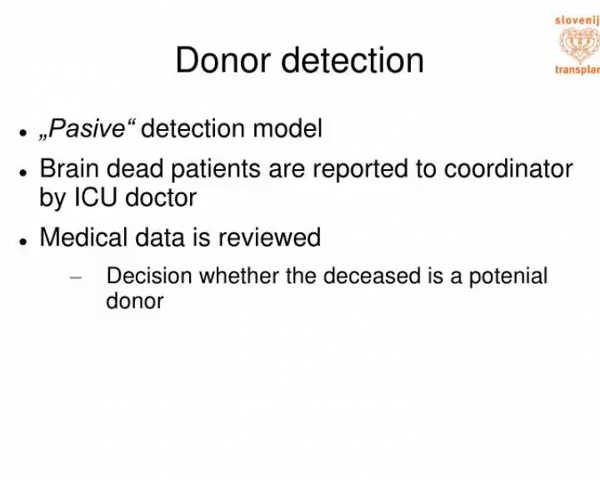 slovenij
transplan
Donor detection
• „Pasive“ detection model
• Brain dead patients are reported to coordinator
by ICU doctor
• Medical data is reviewed
– Decision whether the deceased is a potenial
donor